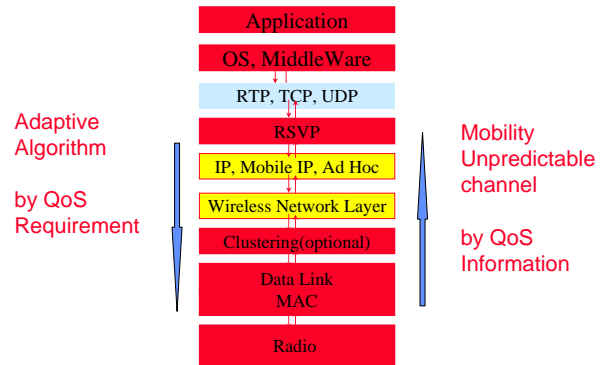 Application
OS, MiddleWare
RTP, TCP, UDP
RSVP
IP, Mobile IP, Ad Hoc
Wireless Network Layer
Clustering(optional)
Data Link
MAC
Radio
Adaptive
Algorithm
by QoS
Requirement
Mobility
Unpredictable
channel
by QoS
Information